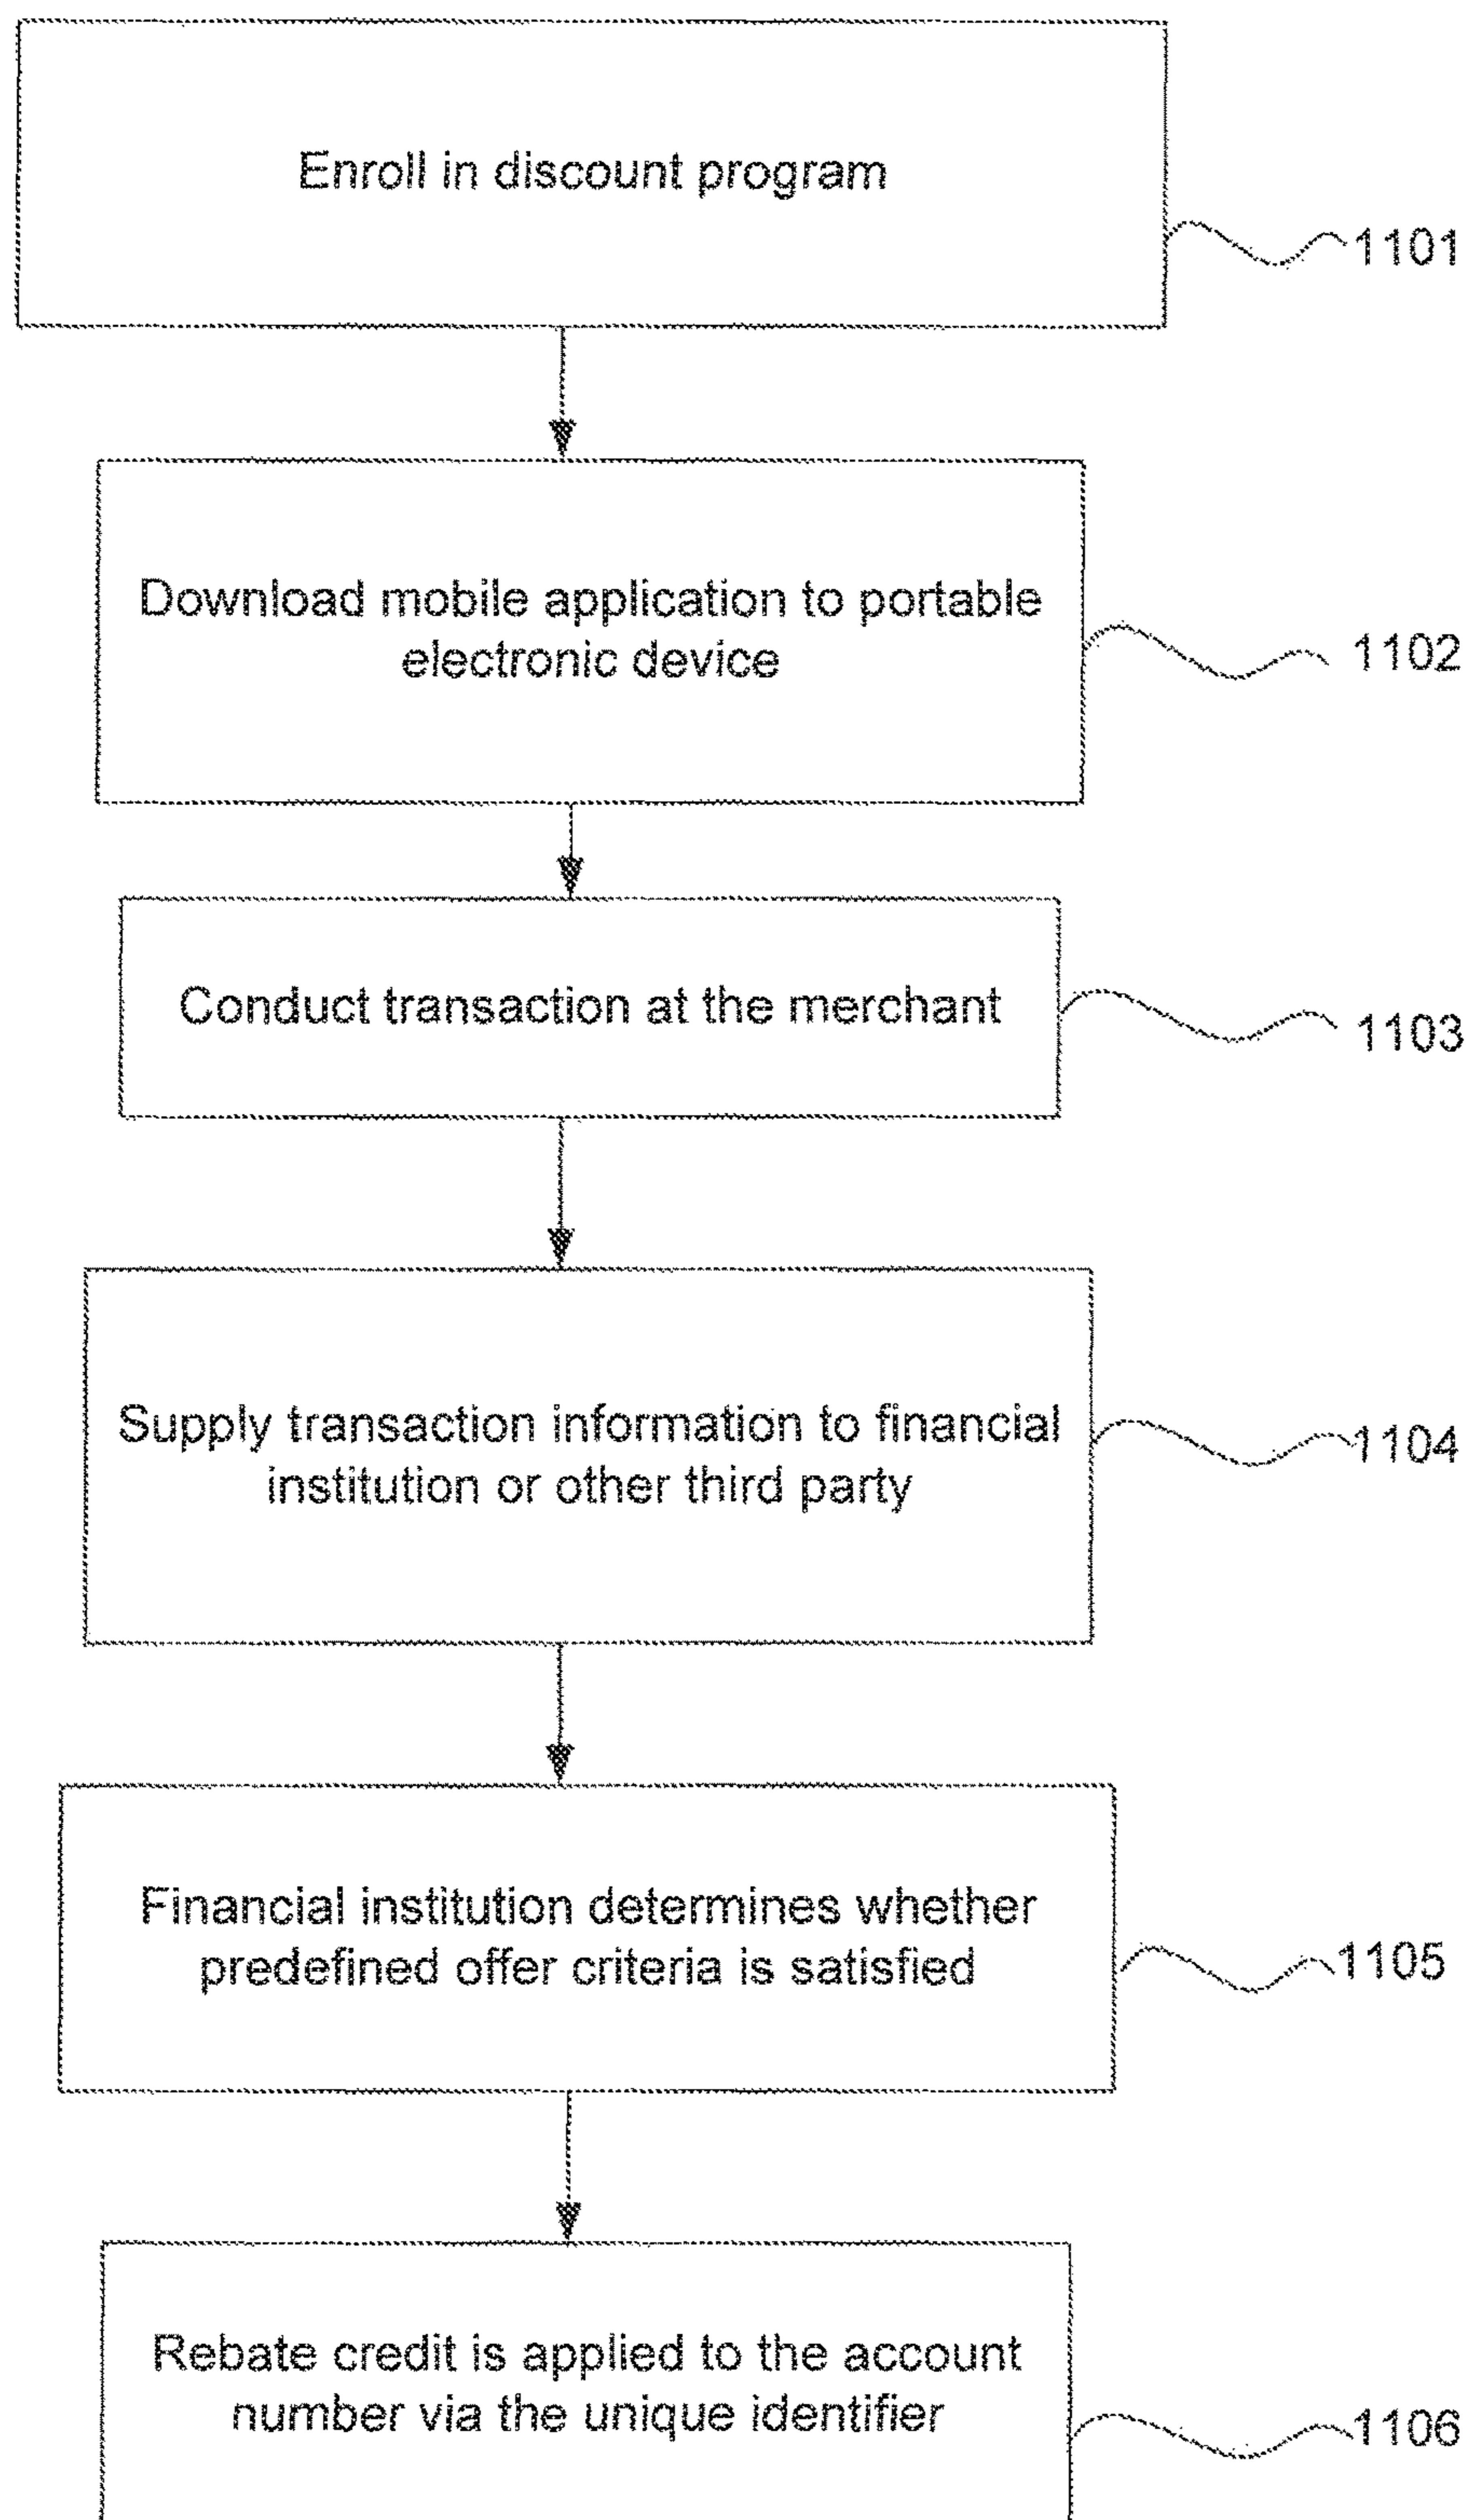 Enroll in discount program
1101
Download mobile application to portable
electronic device
1102
Conduct transaction at the merchant
1103
Supply transaction information to financial
institution or other third party
1104
Financial institution determines whether
predefined offer criteria is satisfied
1105
Rebate credit is applied to the account
number via the unique identifier
1106